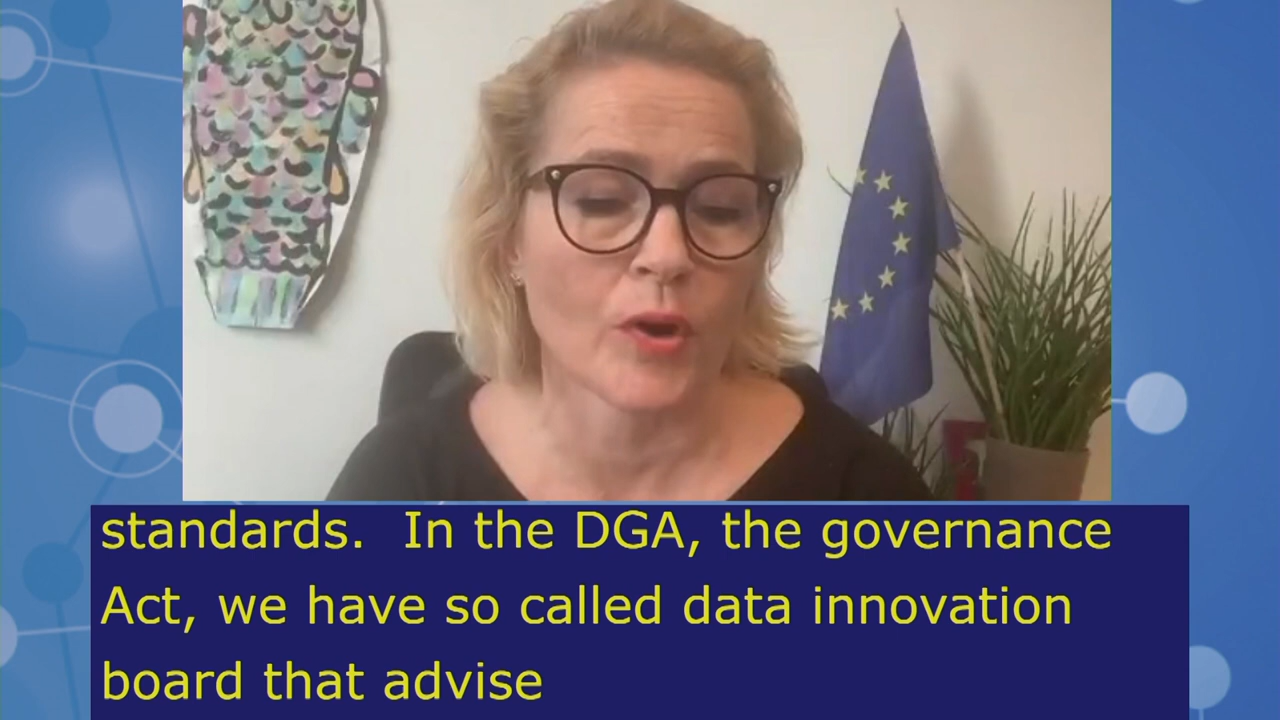 standards.  In the DGA, the governance
Act, we have so called data innovation
board that advise